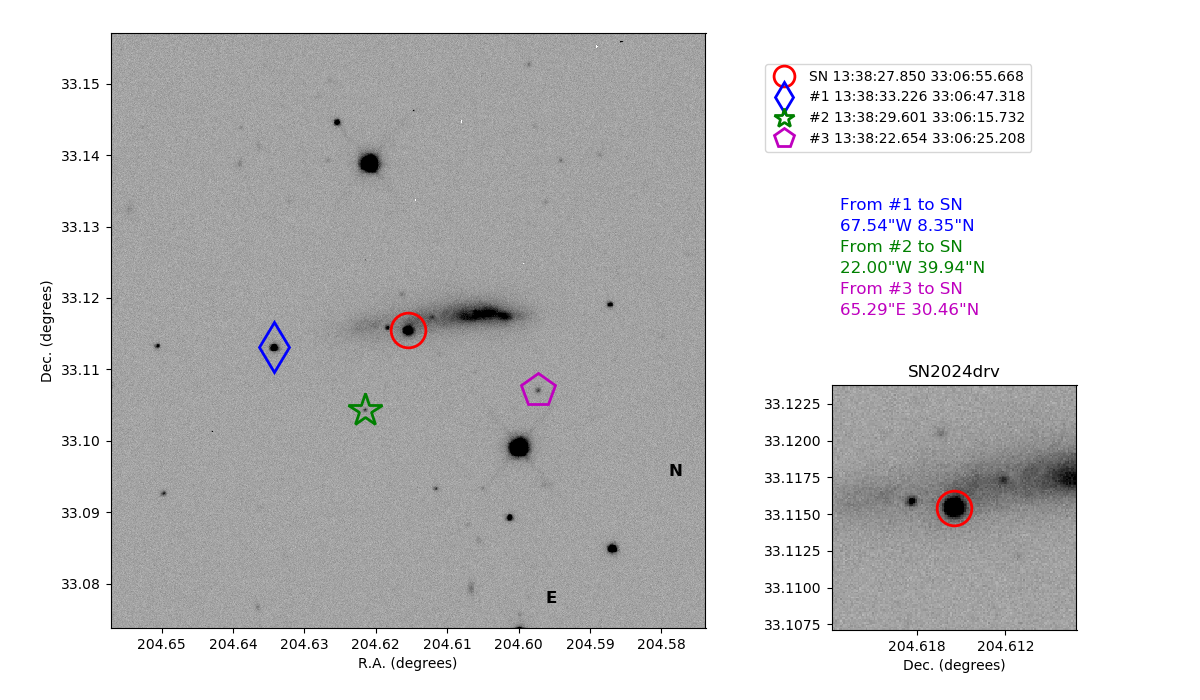 33.15
33.14
33.13
33.12
33.11
33.10
33.09
33.08
Dec. (degrees)
204.65 204.64 204.63 204.62 204.61 204.60 204.59 204.58
R.A. (degrees)
N
E
SN 13:38:27.850 33:06:55.668
#1 13:38:33.226 33:06:47.318
#2 13:38:29.601 33:06:15.732
#3 13:38:22.654 33:06:25.208
From #1 to SN
67.54"W 8.35"N
From #2 to SN
22.00"W 39.94"N
From #3 to SN
65.29"E 30.46"N
SN2024drv
33.1225
33.1200
33.1175
33.1150
33.1125
33.1100
33.1075
204.618 204.612
Dec. (degrees)